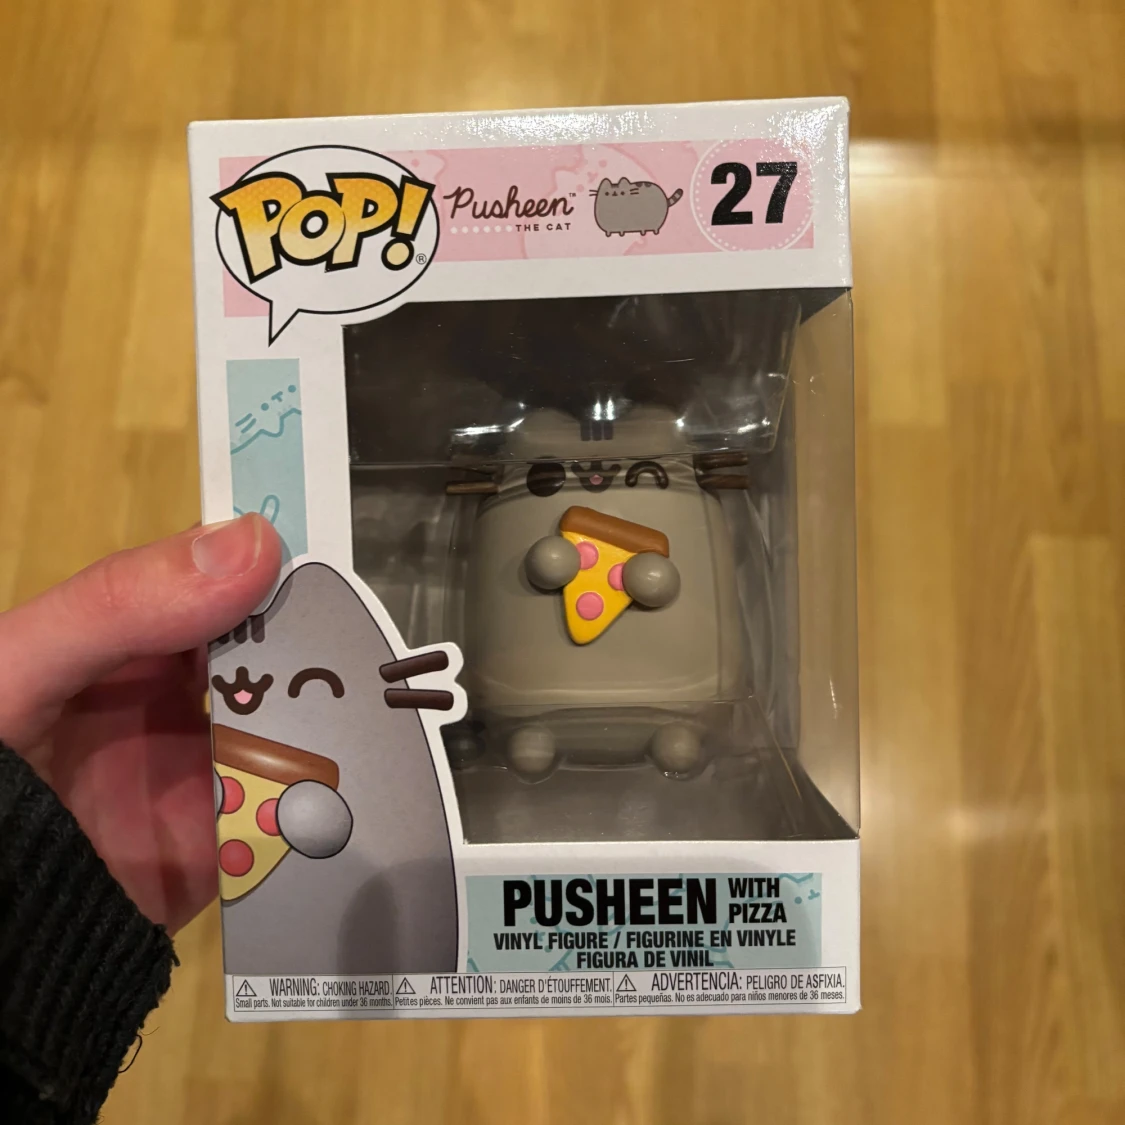 POP!®
Pusheen™
THE CAT
27
PUSHEEN WITH PIZZA
VINYL FIGURE / FIGURINE EN VINYLE
FIGURA DE VINIL
WARNING: CHOKING HAZARD.
Small parts. Not suitable for children under 36 months.
ATTENTION: DANGER D'ÉTOUFFEMENT.
Petites pièces. Ne convient pas aux enfants de moins de 36 mois.
ADVERTENCIA: PELIGRO DE ASFIXIA.
Partes pequeñas. No es adecuado para niños menores de 36 meses.